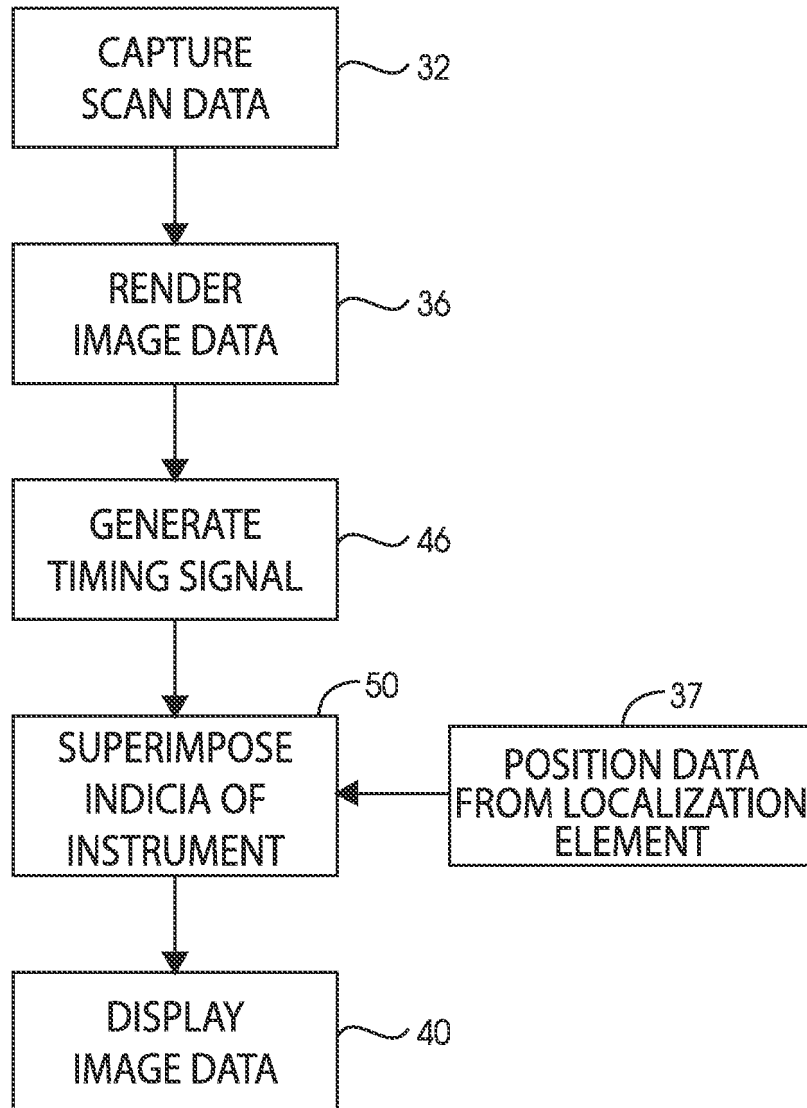 CAPTURE
SCAN DATA
32
RENDER
IMAGE DATA
36
GENERATE
TIMING SIGNAL
46
50
SUPERIMPOSE
INDICIA OF
INSTRUMENT
37
POSITION DATA
FROM LOCALIZATION
ELEMENT
DISPLAY
IMAGE DATA
40